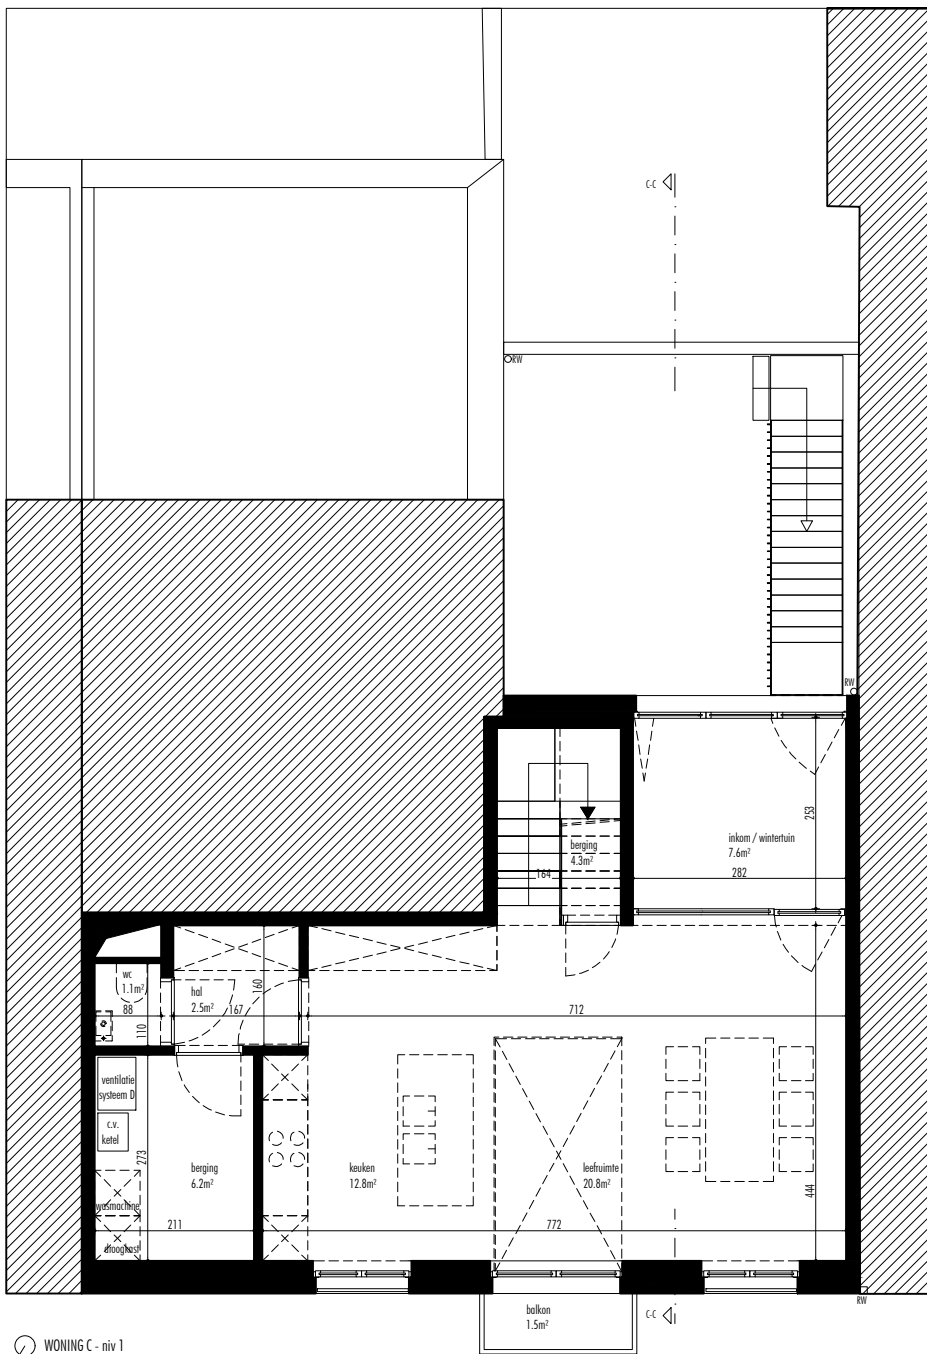 C-C
RW
RW
253
inkom / wintertuin
7.6m²
282
berging
4.3m²
164
wc
1.1m²
88
110
hal
2.5m²
167
160
712
ventilatie
systeem D
c.v.
ketel
273
berging
6.2m²
wasmachine
droogkast
211
keuken
12.8m²
leefruimte
20.8m²
444
772
balkon
1.5m²
C-C
RW
WONING C - niv 1